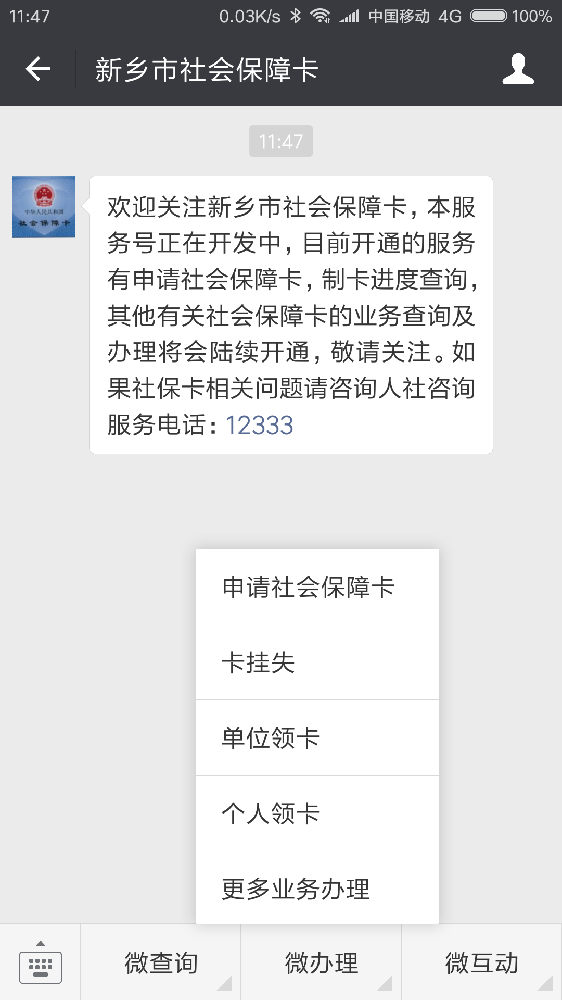 11:47
0.03K/s 中国移动 4G 100%
新乡市社会保障卡
11:47
中华人民共和国
社会保障卡
欢迎关注新乡市社会保障卡，本服
务号正在开发中，目前开通的服务
有申请社会保障卡，制卡进度查询，
其他有关社会保障卡的业务查询及
办理将会陆续开通，敬请关注。如
果社保卡相关问题请咨询人社咨询
服务电话：12333
申请社会保障卡
卡挂失
单位领卡
个人领卡
更多业务办理
微查询
微办理
微互动